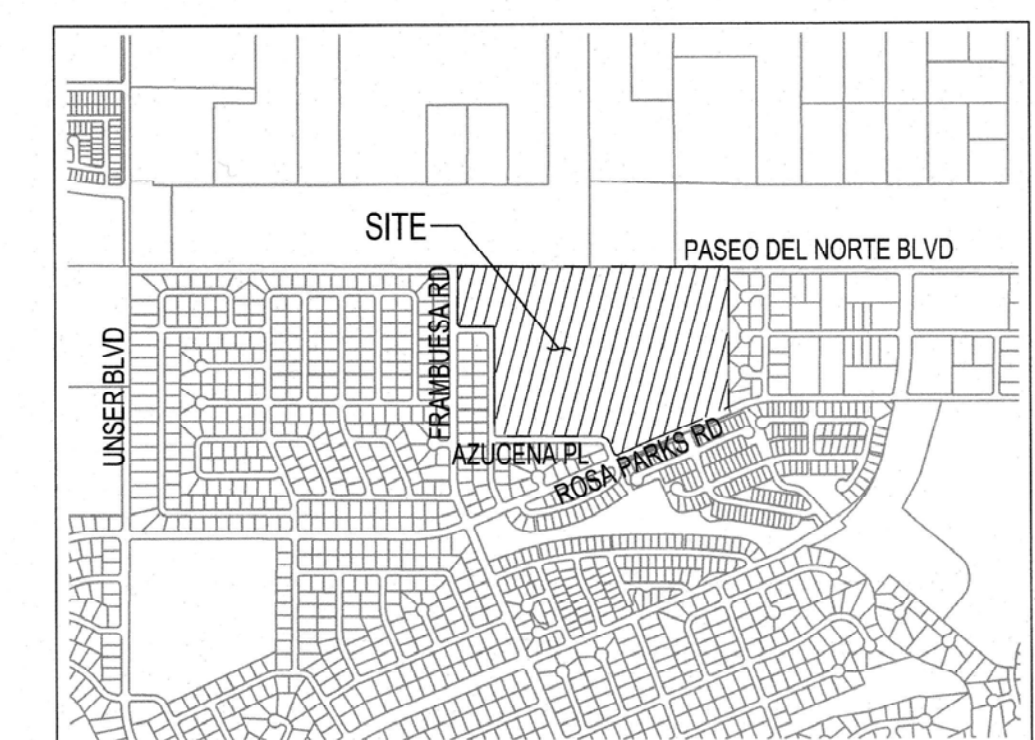 SITE
PASEO DEL NORTE BLVD
UNSER BLVD
FRAMBUESA RD
AZUCENA PL
ROSA PARKS RD